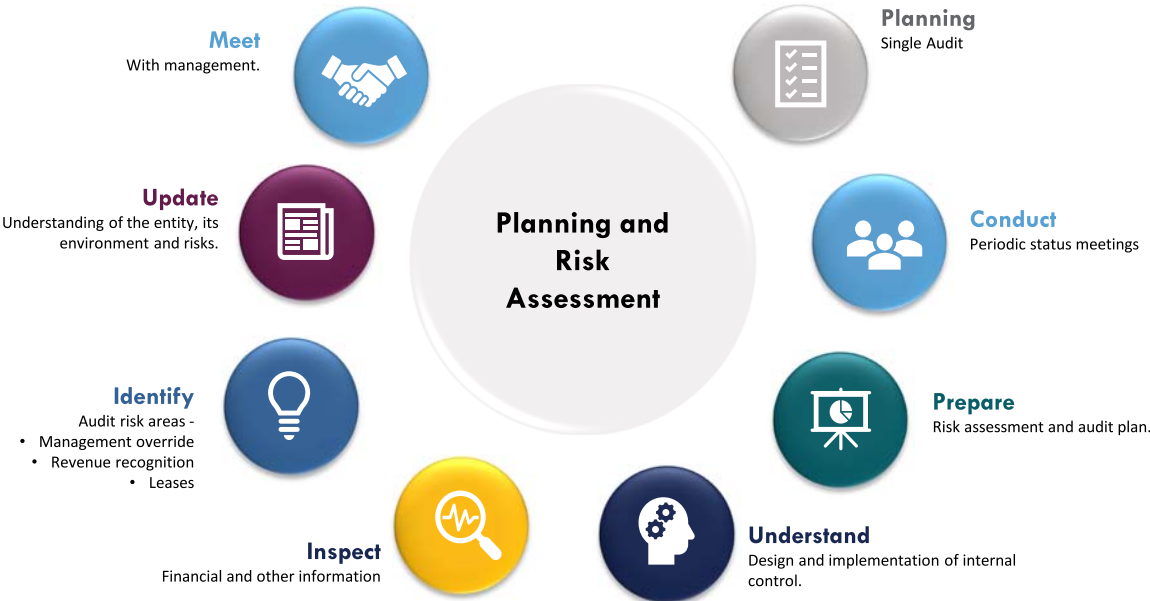 Meet
With management.
Update
Understanding of the entity, its
environment and risks.
Identify
Audit risk areas -
• Management override
• Revenue recognition
• Leases
Inspect
Financial and other information
Planning and
Risk
Assessment
Planning
Single Audit
Conduct
Periodic status meetings
Prepare
Risk assessment and audit plan.
Understand
Design and implementation of internal
control.